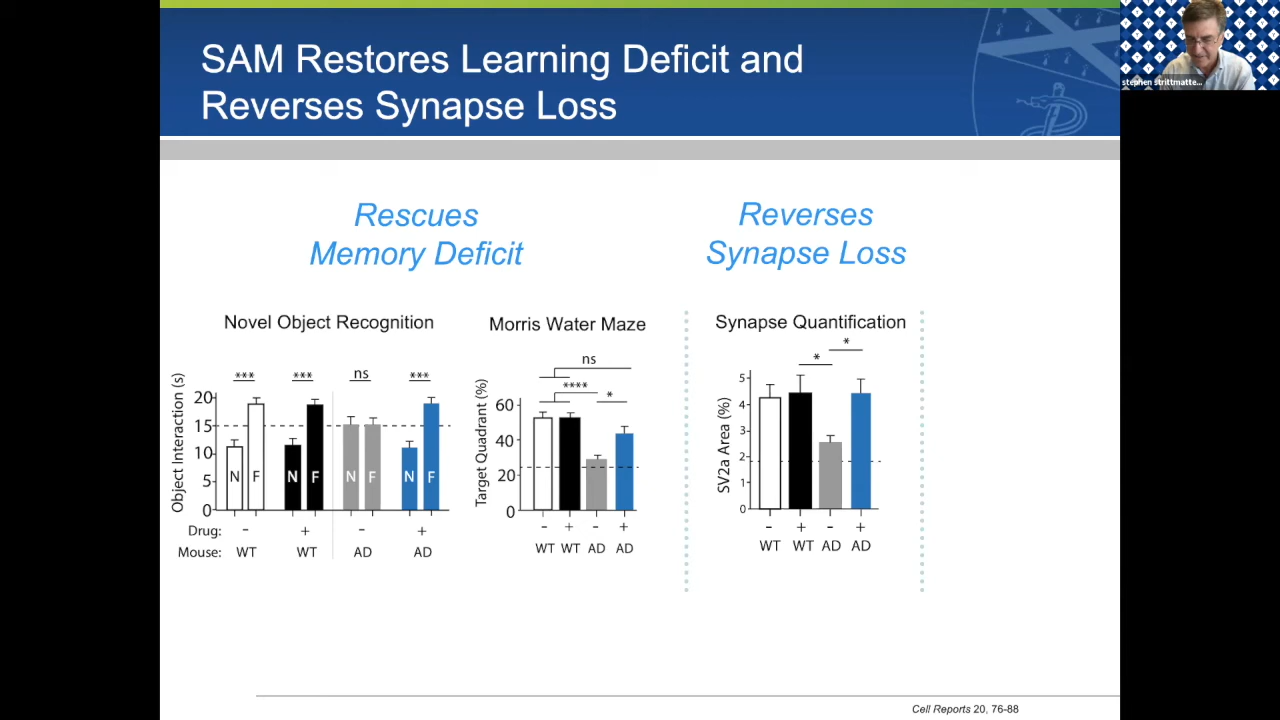 SAM Restores Learning Deficit and
Reverses Synapse Loss
stephen strittmatte...
Rescues
Memory Deficit
Reverses
Synapse Loss
Novel Object Recognition
Object Interaction (s)
20
15
10
5
0
***
***
ns
***
N F N F N F N F
Drug: - + - +
Mouse: WT WT AD AD
Morris Water Maze
Target Quadrant (%)
60
40
20
0
ns
****
*
- + - +
WT WT AD AD
Synapse Quantification
SV2a Area (%)
5
4
3
2
1
0
*
*
- + - +
WT WT AD AD
Cell Reports 20, 76-88